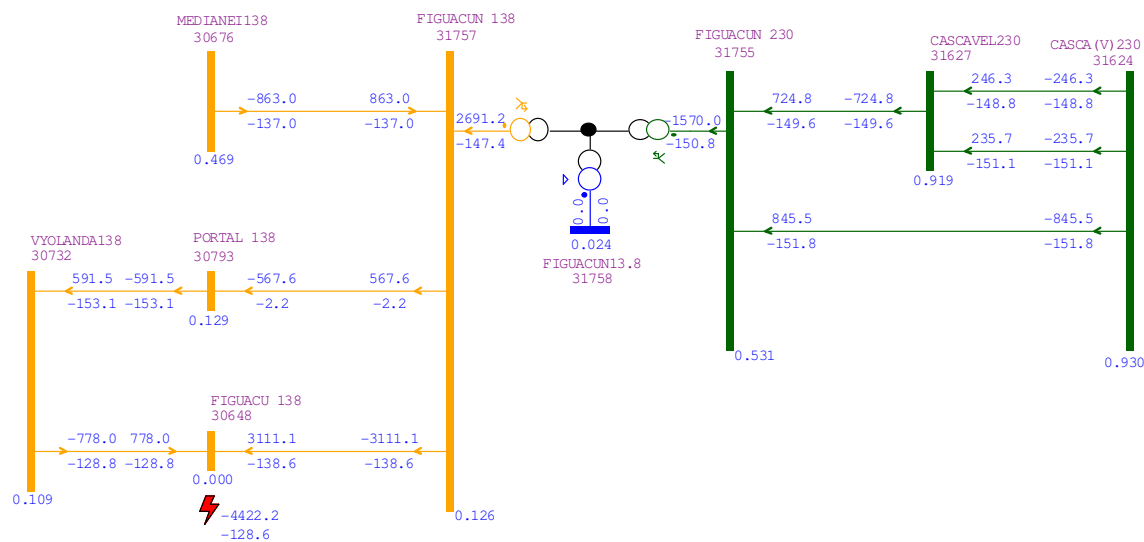 MEDIANEI138
30676
-863.0 863.0
-137.0 -137.0
0.469
FIGUACUN 138
31757
2691.2
-147.4
-1570.0
-150.8
0.0
0.0
0.024
FIGUACUN13.8
31758
FIGUACUN 230
31755
724.8 -724.8
-149.6 -149.6
CASCAVEL230
31627
CASCA(V)230
31624
246.3 -246.3
-148.8 -148.8
235.7 -235.7
-151.1 -151.1
0.919
845.5 -845.5
-151.8 -151.8
0.531
0.930
VYOLANDA138
30732
PORTAL 138
30793
591.5 -591.5 -567.6 567.6
-153.1 -153.1 -2.2 -2.2
0.129
FIGUACU 138
30648
-778.0 778.0 3111.1 -3111.1
-128.8 -128.8 -138.6 -138.6
0.000
0.109
-4422.2
-128.6
0.126